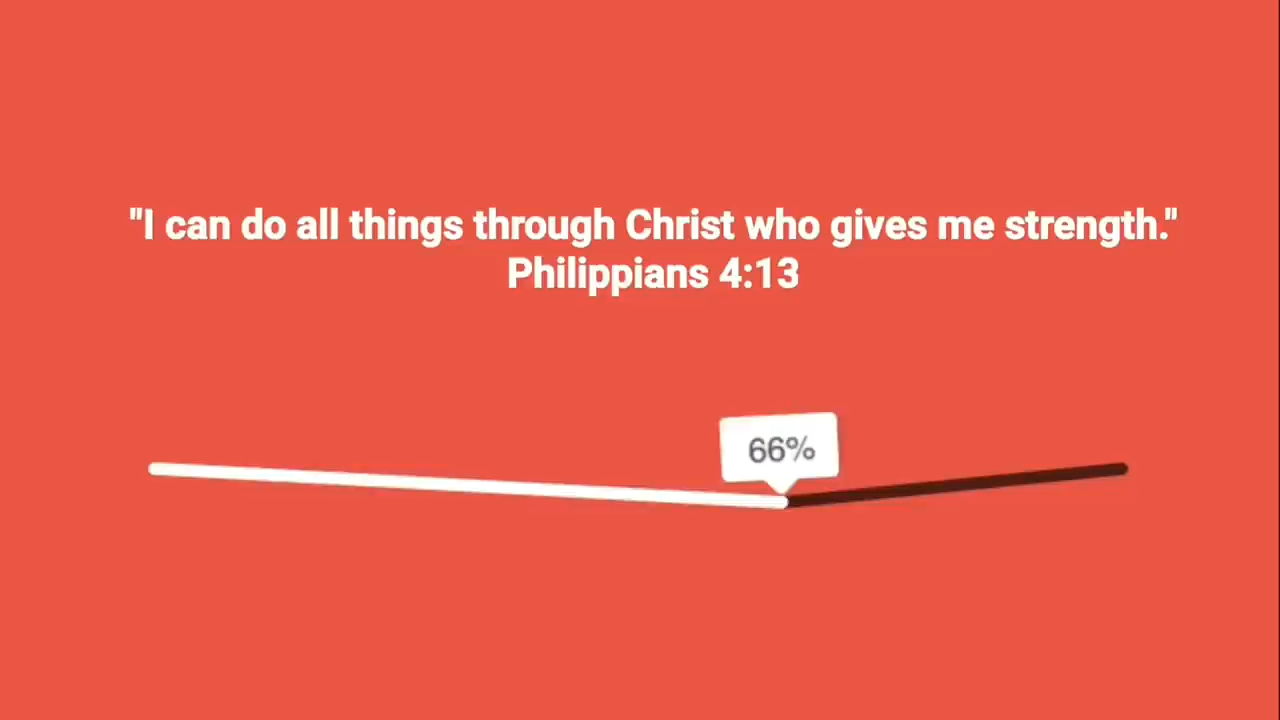 "I can do all things through Christ who gives me strength."
Philippians 4:13
66%